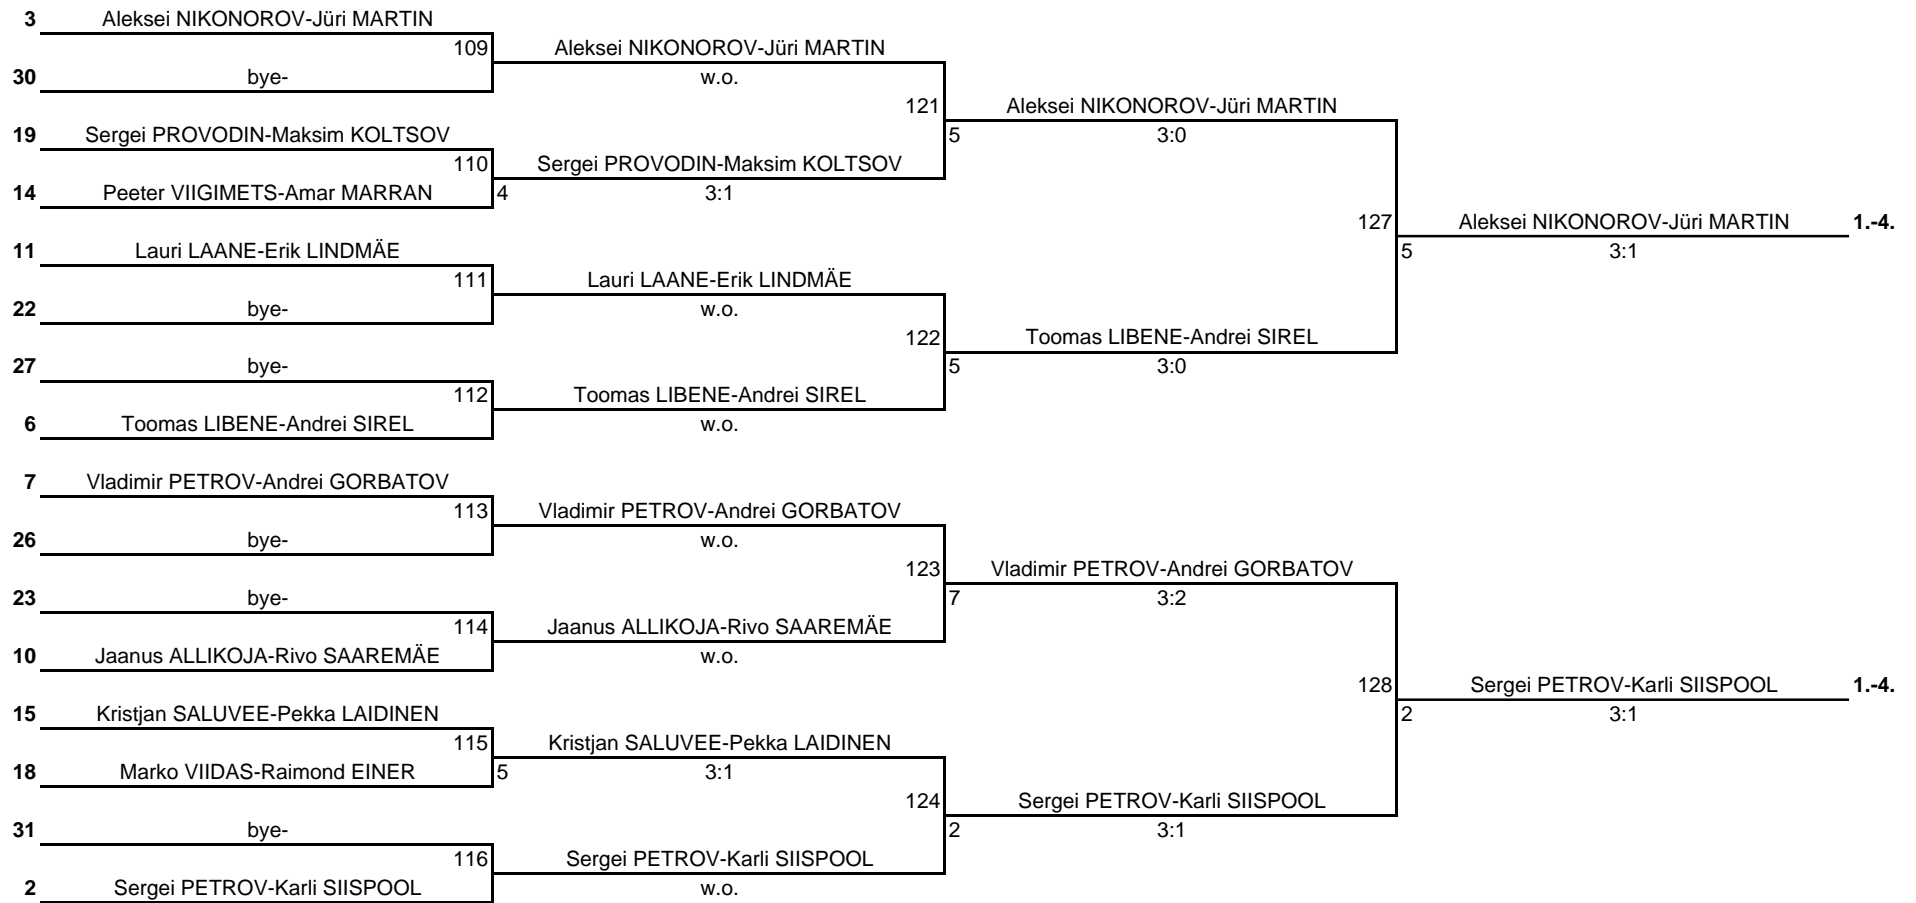 3 Aleksei NIKONOROV-Jüri MARTIN
109 Aleksei NIKONOROV-Jüri MARTIN
30 bye- w.o.
121 Aleksei NIKONOROV-Jüri MARTIN
19 Sergei PROVODIN-Maksim KOLTSOV 5 3:0
110 Sergei PROVODIN-Maksim KOLTSOV
14 Peeter VIIGIMETS-Amar MARRAN 4 3:1
127 Aleksei NIKONOROV-Jüri MARTIN 1.-4.
11 Lauri LAANE-Erik LINDMÄE 5 3:1
111 Lauri LAANE-Erik LINDMÄE
22 bye- w.o.
122 Toomas LIBENE-Andrei SIREL
27 bye- 5 3:0
112 Toomas LIBENE-Andrei SIREL
6 Toomas LIBENE-Andrei SIREL w.o.
7 Vladimir PETROV-Andrei GORBATOV
113 Vladimir PETROV-Andrei GORBATOV
26 bye- w.o.
123 Vladimir PETROV-Andrei GORBATOV
23 bye- 7 3:2
114 Jaanus ALLIKOJA-Rivo SAAREMÄE
10 Jaanus ALLIKOJA-Rivo SAAREMÄE w.o.
128 Sergei PETROV-Karli SIISPOOL 1.-4.
15 Kristjan SALUVEE-Pekka LAIDINEN 2 3:1
115 Kristjan SALUVEE-Pekka LAIDINEN
18 Marko VIIDAS-Raimond EINER 5 3:1
124 Sergei PETROV-Karli SIISPOOL
31 bye- 2 3:1
116 Sergei PETROV-Karli SIISPOOL
2 Sergei PETROV-Karli SIISPOOL w.o.